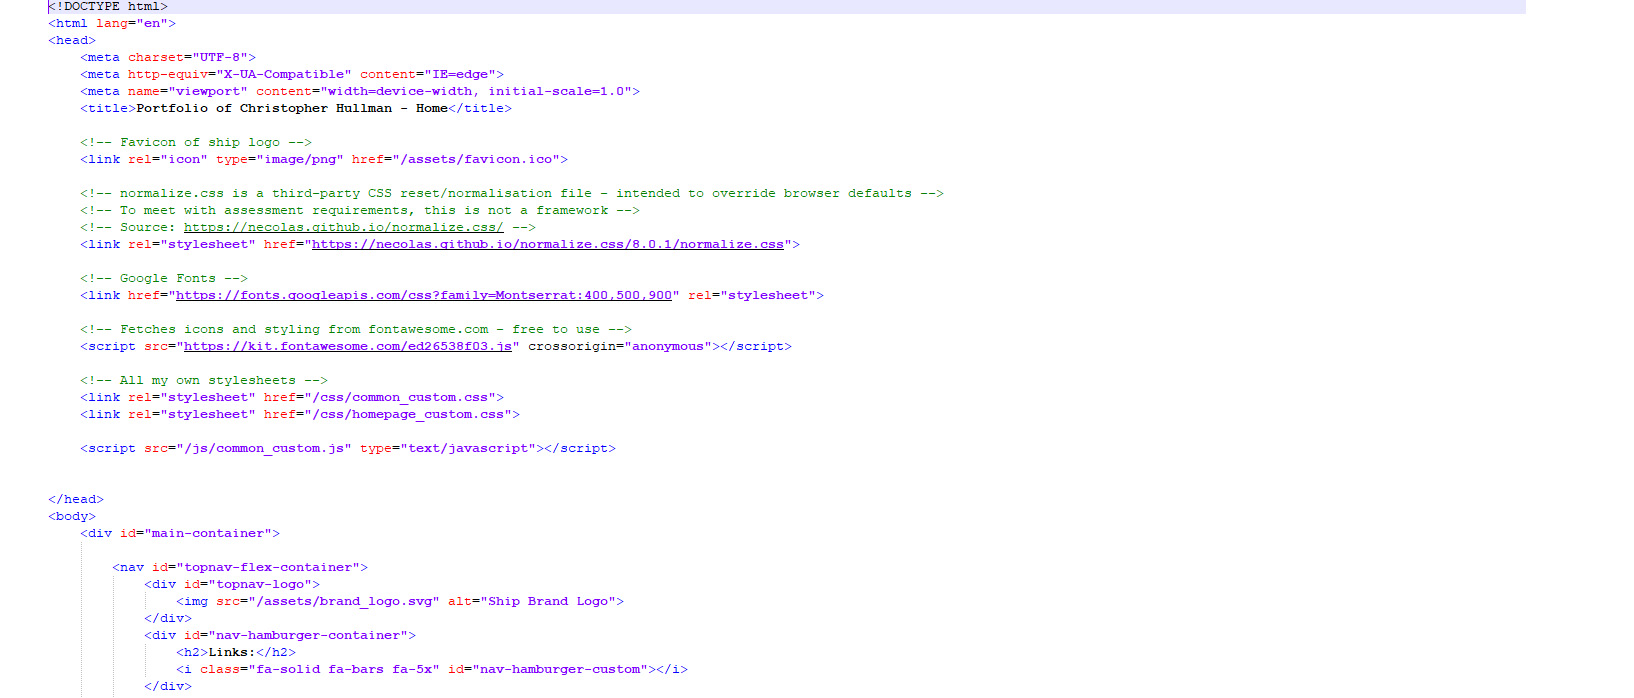 <!DOCTYPE html>
<html lang="en">
<head>
    <meta charset="UTF-8">
    <meta http-equiv="X-UA-Compatible" content="IE=edge">
    <meta name="viewport" content="width=device-width, initial-scale=1.0">
    <title>Portfolio of Christopher Hullman - Home</title>

    <!-- Favicon of ship logo -->
    <link rel="icon" type="image/png" href="/assets/favicon.ico">

    <!-- normalize.css is a third-party CSS reset/normalisation file - intended to override browser defaults -->
    <!-- To meet with assessment requirements, this is not a framework -->
    <!-- Source: https://necolas.github.io/normalize.css/ -->
    <link rel="stylesheet" href="https://necolas.github.io/normalize.css/8.0.1/normalize.css">

    <!-- Google Fonts -->
    <link href="https://fonts.googleapis.com/css?family=Montserrat:400,500,900" rel="stylesheet">

    <!-- Fetches icons and styling from fontawesome.com - free to use -->
    <script src="https://kit.fontawesome.com/ed26538f03.js" crossorigin="anonymous"></script>

    <!-- All my own stylesheets -->
    <link rel="stylesheet" href="/css/common_custom.css">
    <link rel="stylesheet" href="/css/homepage_custom.css">

    <script src="/js/common_custom.js" type="text/javascript"></script>


</head>
<body>
    <div id="main-container">

        <nav id="topnav-flex-container">
            <div id="topnav-logo">
                <img src="/assets/brand_logo.svg" alt="Ship Brand Logo">
            </div>
            <div id="nav-hamburger-container">
                <h2>Links:</h2>
                <i class="fa-solid fa-bars fa-5x" id="nav-hamburger-custom"></i>
            </div>